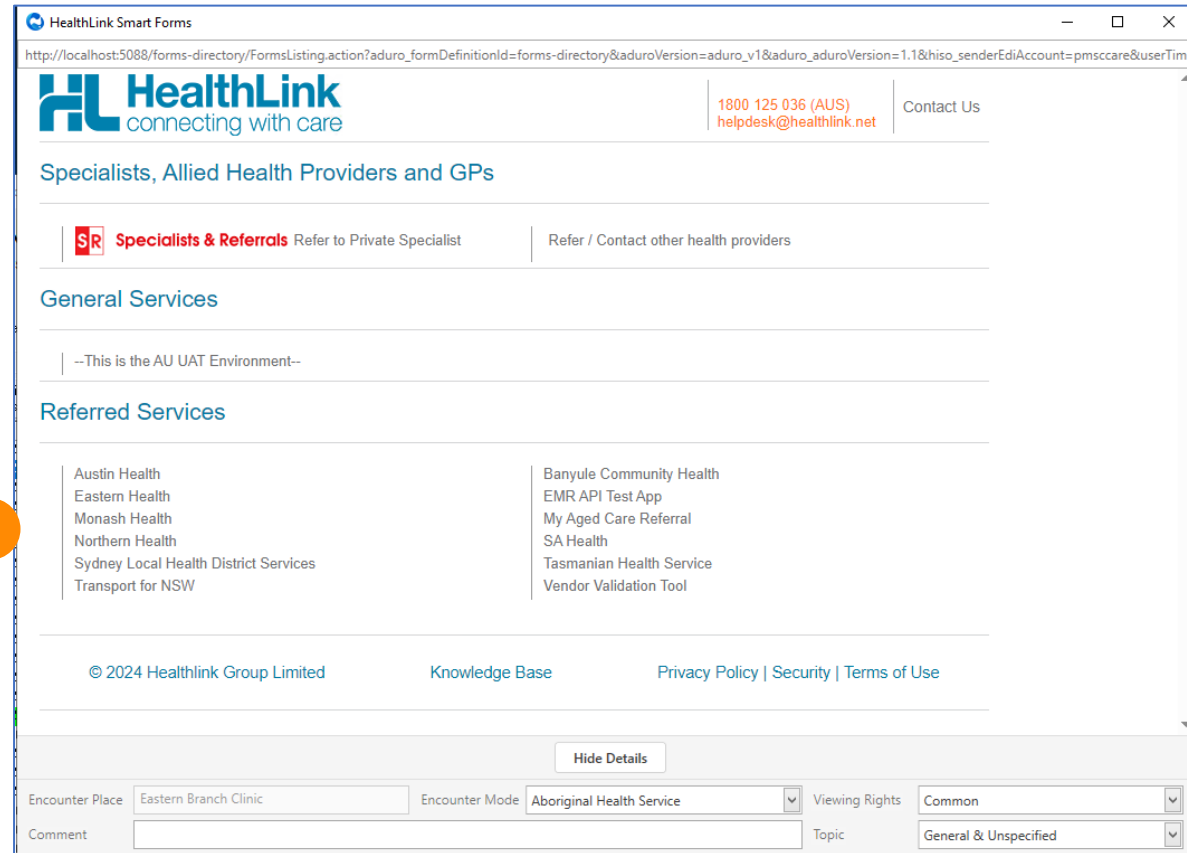 HealthLink Smart Forms
http://localhost:5088/forms-directory/FormsListing.action?aduro_formDefinitionId=forms-directory&aduroVersion=aduro_v1&aduro_aduroVersion=1.1&hiso_senderEdiAccount=pmsccare&userTim
HL HealthLink
connecting with care
1800 125 036 (AUS)
helpdesk@healthlink.net
Contact Us
Specialists, Allied Health Providers and GPs
SR Specialists & Referrals Refer to Private Specialist
Refer / Contact other health providers
General Services
--This is the AU UAT Environment--
Referred Services
Austin Health
Eastern Health
Monash Health
Northern Health
Sydney Local Health District Services
Transport for NSW
Banyule Community Health
EMR API Test App
My Aged Care Referral
SA Health
Tasmanian Health Service
Vendor Validation Tool
© 2024 Healthlink Group Limited
Knowledge Base
Privacy Policy | Security | Terms of Use
Hide Details
Encounter Place Eastern Branch Clinic Encounter Mode Aboriginal Health Service Viewing Rights Common
Comment Topic General & Unspecified